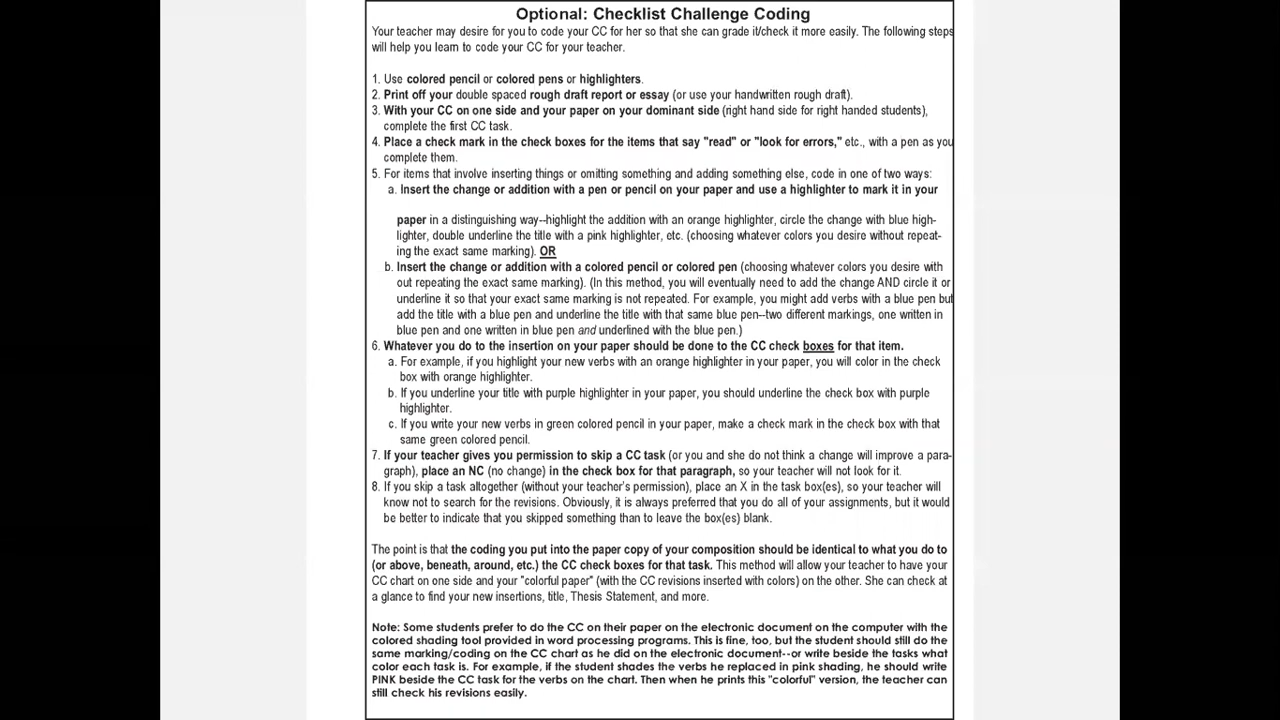 Optional: Checklist Challenge Coding
Your teacher may desire for you to code your CC for her so that she can grade it/check it more easily. The following steps
will help you learn to code your CC for your teacher.
1. Use colored pencil or colored pens or highlighters.
2. Print off your double spaced rough draft report or essay (or use your handwritten rough draft).
3. With your CC on one side and your paper on your dominant side (right hand side for right handed students),
complete the first CC task.
4. Place a check mark in the check boxes for the items that say "read" or "look for errors," etc., with a pen as you
complete them.
5. For items that involve inserting things or omitting something and adding something else, code in one of two ways:
a. Insert the change or addition with a pen or pencil on your paper and use a highlighter to mark it in your
paper in a distinguishing way--highlight the addition with an orange highlighter, circle the change with blue high-
lighter, double underline the title with a pink highlighter, etc. (choosing whatever colors you desire without repeat-
ing the exact same marking). OR
b. Insert the change or addition with a colored pencil or colored pen (choosing whatever colors you desire with
out repeating the exact same marking). (In this method, you will eventually need to add the change AND circle it or
underline it so that your exact same marking is not repeated. For example, you might add verbs with a blue pen but
add the title with a blue pen and underline the title with that same blue pen--two different markings, one written in
blue pen and one written in blue pen and underlined with the blue pen.)
6. Whatever you do to the insertion on your paper should be done to the CC check boxes for that item.
a. For example, if you highlight your new verbs with an orange highlighter in your paper, you will color in the check
box with orange highlighter.
b. If you underline your title with purple highlighter in your paper, you should underline the check box with purple
highlighter.
c. If you write your new verbs in green colored pencil in your paper, make a check mark in the check box with that
same green colored pencil.
7. If your teacher gives you permission to skip a CC task (or you and she do not think a change will improve a para-
graph), place an NC (no change) in the check box for that paragraph, so your teacher will not look for it.
8. If you skip a task altogether (without your teacher's permission), place an X in the task box(es), so your teacher will
know not to search for the revisions. Obviously, it is always preferred that you do all of your assignments, but it would
be better to indicate that you skipped something than to leave the box(es) blank.
The point is that the coding you put into the paper copy of your composition should be identical to what you do to
(or above, beneath, around, etc.) the CC check boxes for that task. This method will allow your teacher to have your
CC chart on one side and your "colorful paper" (with the CC revisions inserted with colors) on the other. She can check at
a glance to find your new insertions, title, Thesis Statement, and more.
Note: Some students prefer to do the CC on their paper on the electronic document on the computer with the
colored shading tool provided in word processing programs. This is fine, too, but the student should still do the
same marking/coding on the CC chart as he did on the electronic document--or write beside the tasks what
color each task is. For example, if the student shades the verbs he replaced in pink shading, he should write
PINK beside the CC task for the verbs on the chart. Then when he prints this "colorful" version, the teacher can
still check his revisions easily.